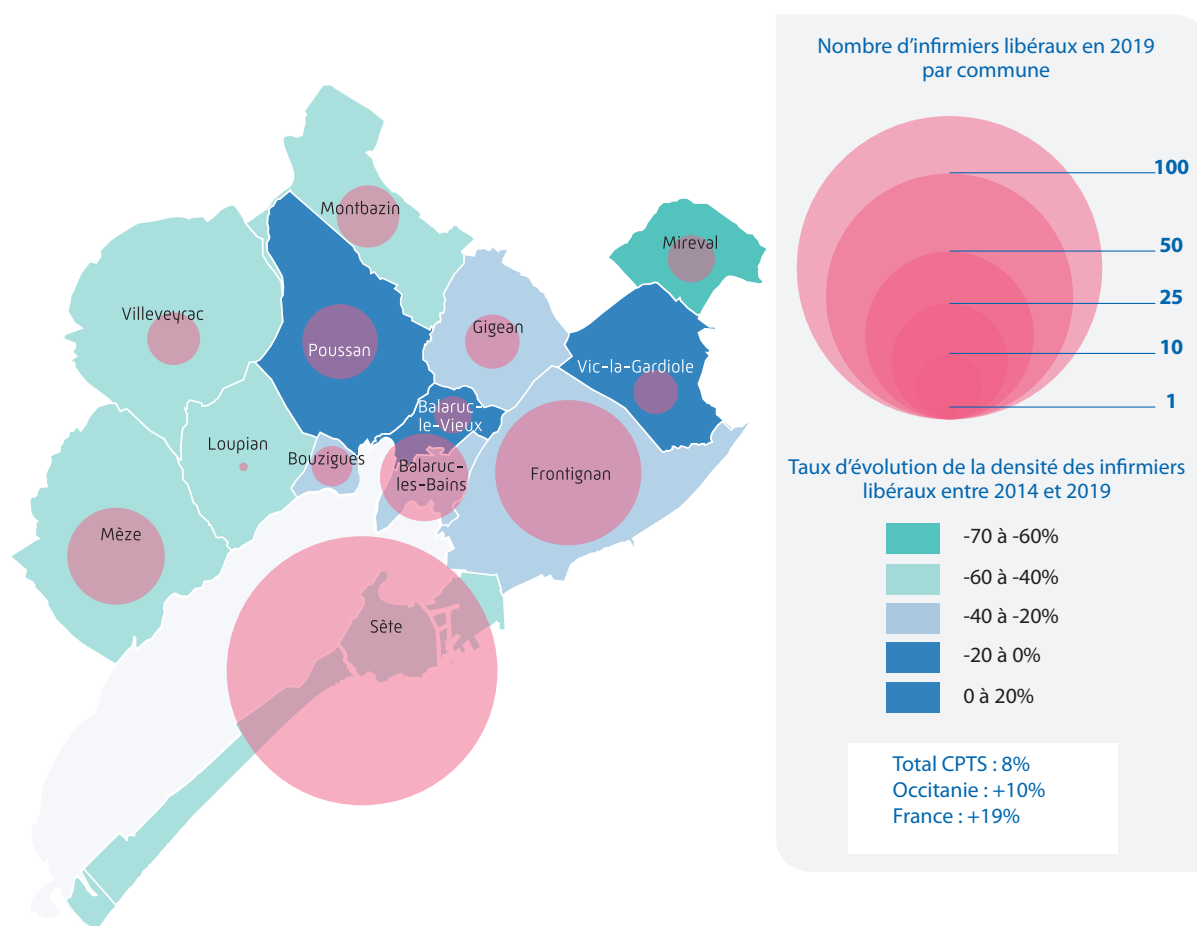 Nombre d'infirmiers libéraux en 2019
par commune
100
50
25
10
1
Taux d'évolution de la densité des infirmiers
libéraux entre 2014 et 2019
-70 à -60%
-60 à -40%
-40 à -20%
-20 à 0%
0 à 20%
Total CPTS : 8%
Occitanie : +10%
France : +19%
Montbazin
Mireval
Villeveyrac
Gigean
Poussan
Vic-la-Gardiole
Balaruc-
le-Vieux
Loupian
Bouzigues
Balaruc-
les-Bains
Frontignan
Mèze
Sète